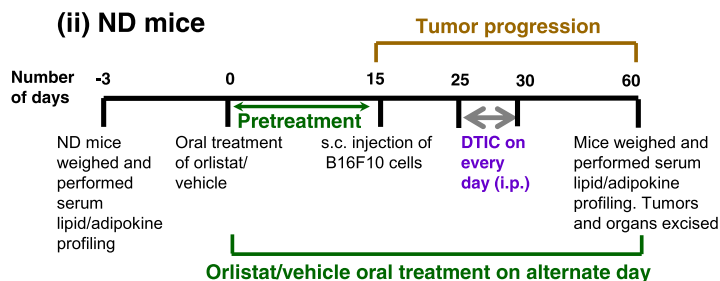 (ii) ND mice
Tumor progression
Number
of days
-3
0
15
25
30
60
Pretreatment
ND mice
weighed and
performed
serum
lipid/adipokine
profiling
Oral treatment
of orlistat/
vehicle
s.c. injection of
B16F10 cells
DTIC on
every
day (i.p.)
Mice weighed and
performed serum
lipid/adipokine
profiling. Tumors
and organs excised
Orlistat/vehicle oral treatment on alternate day